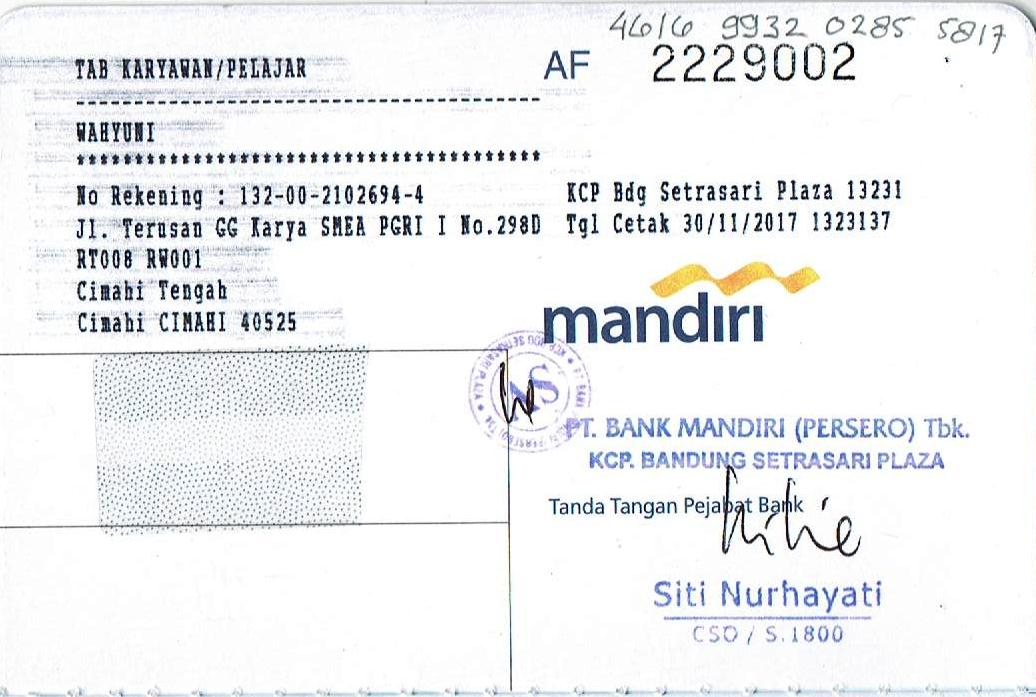 4616 9932 0285 5817
TAB KARYAWAN/PELAJAR
AF 2229002
----------------------------------------
WAHYUNI
****************************************
No Rekening : 132-00-2102694-4
KCP Bdg Setrasari Plaza 13231
Jl. Terusan GG Karya SMEA PGRI I No.298D
Tgl Cetak 30/11/2017 1323137
RT008 RW001
Cimahi Tengah
Cimahi CIMAHI 40525
mandiri
PT. BANK MANDIRI (PERSERO) Tbk.
KCP. BANDUNG SETRASARI PLAZA
Tanda Tangan Pejabat Bank
Siti Nurhayati
CSO / S.1800